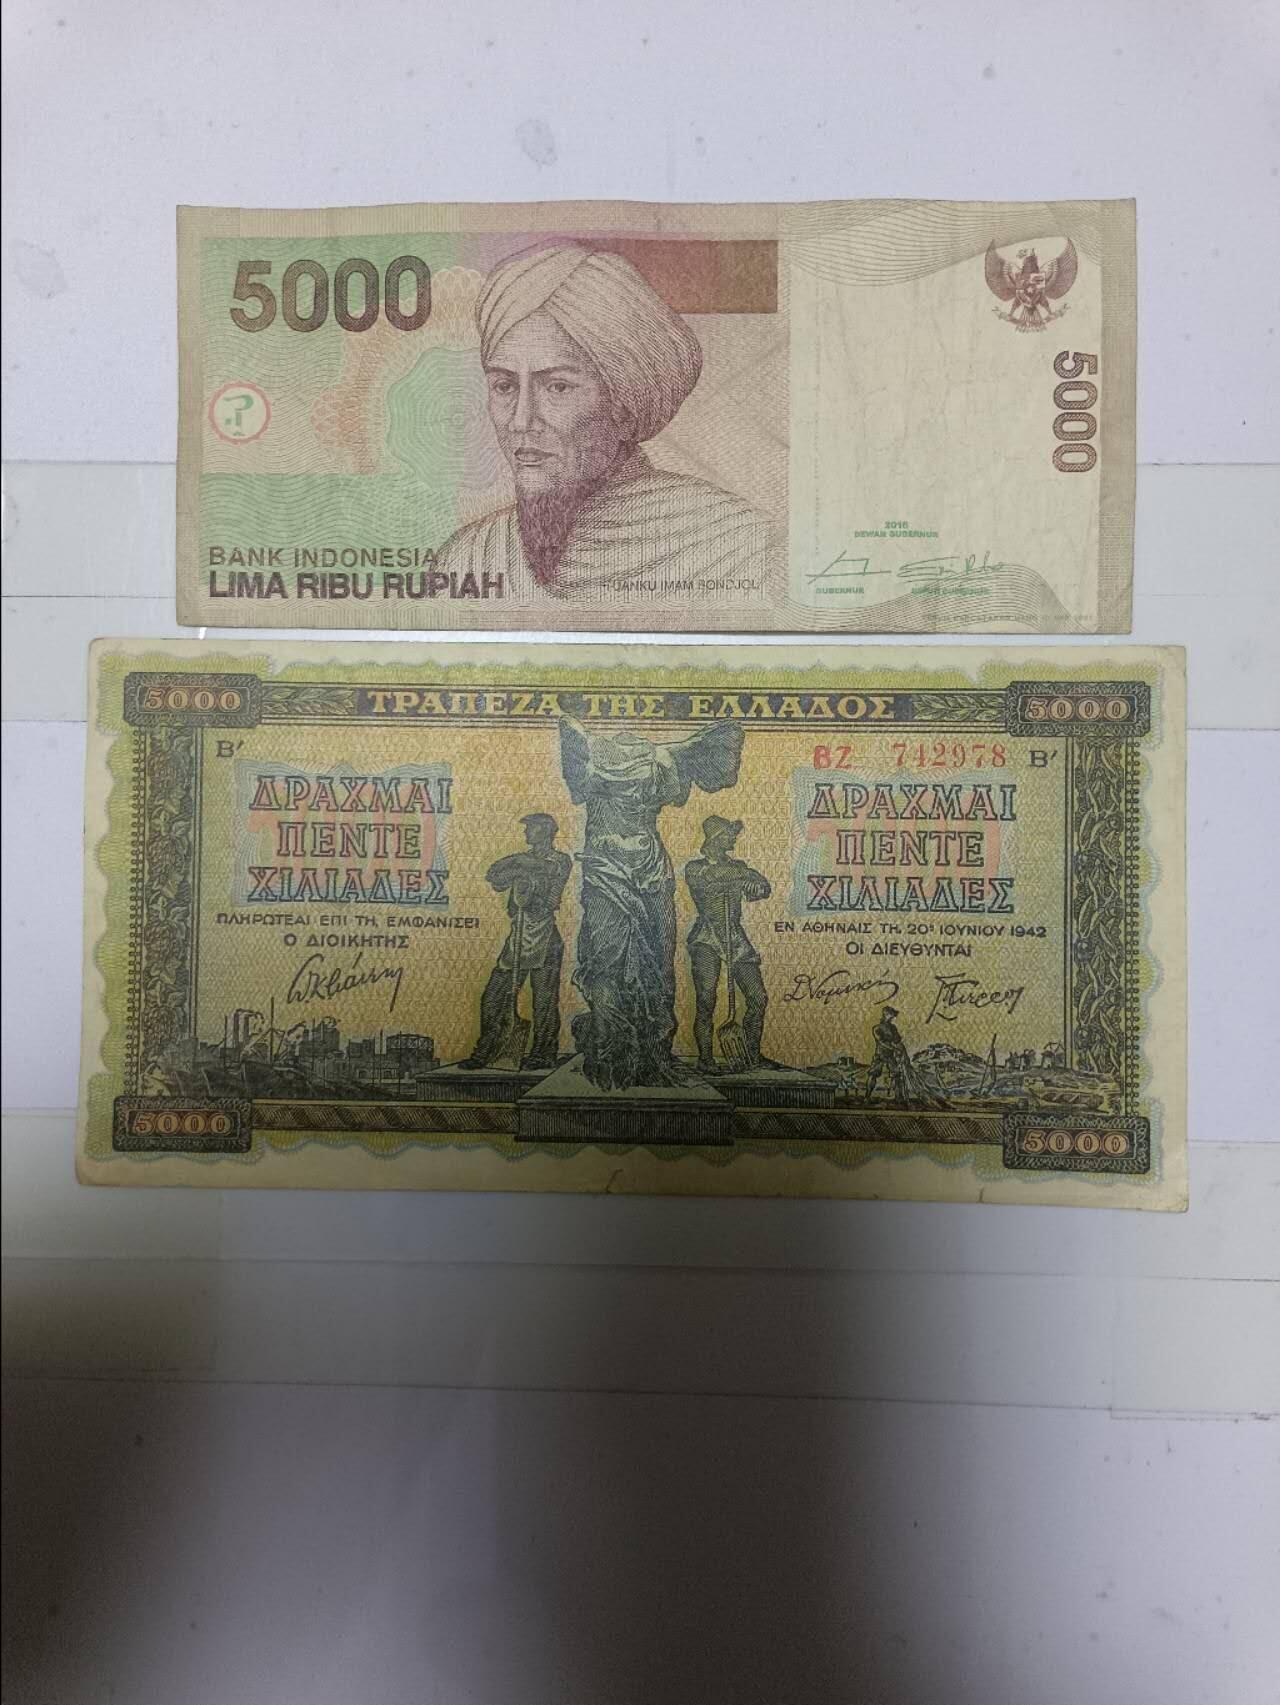 5000
5000
BANK INDONESIA
LIMA RIBU RUPIAH
TUANKU IMAM BONDJOL
2016
DEWAN GUBERNUR
GUBERNUR
5000 ΤΡΑΠΕΖΑ ΤΗΣ ΕΛΛΑΔΟΣ 5000
Β′ ΒΖ 742978 Β′
ΔΡΑΧΜΑΙ
ΠΕΝΤΕ
ΧΙΛΙΑΔΕΣ
ΠΛΗΡΩΤΕΑΙ ΕΠΙ ΤΗ, ΕΜΦΑΝΙΣΕΙ
Ο ΔΙΟΙΚΗΤΗΣ
ΔΡΑΧΜΑΙ
ΠΕΝΤΕ
ΧΙΛΙΑΔΕΣ
ΕΝ ΑΘΗΝΑΙΣ ΤΗ, 20ῃ ΙΟΥΝΙΟΥ 1942
ΟΙ ΔΙΕΥΘΥΝΤΑΙ
5000 5000